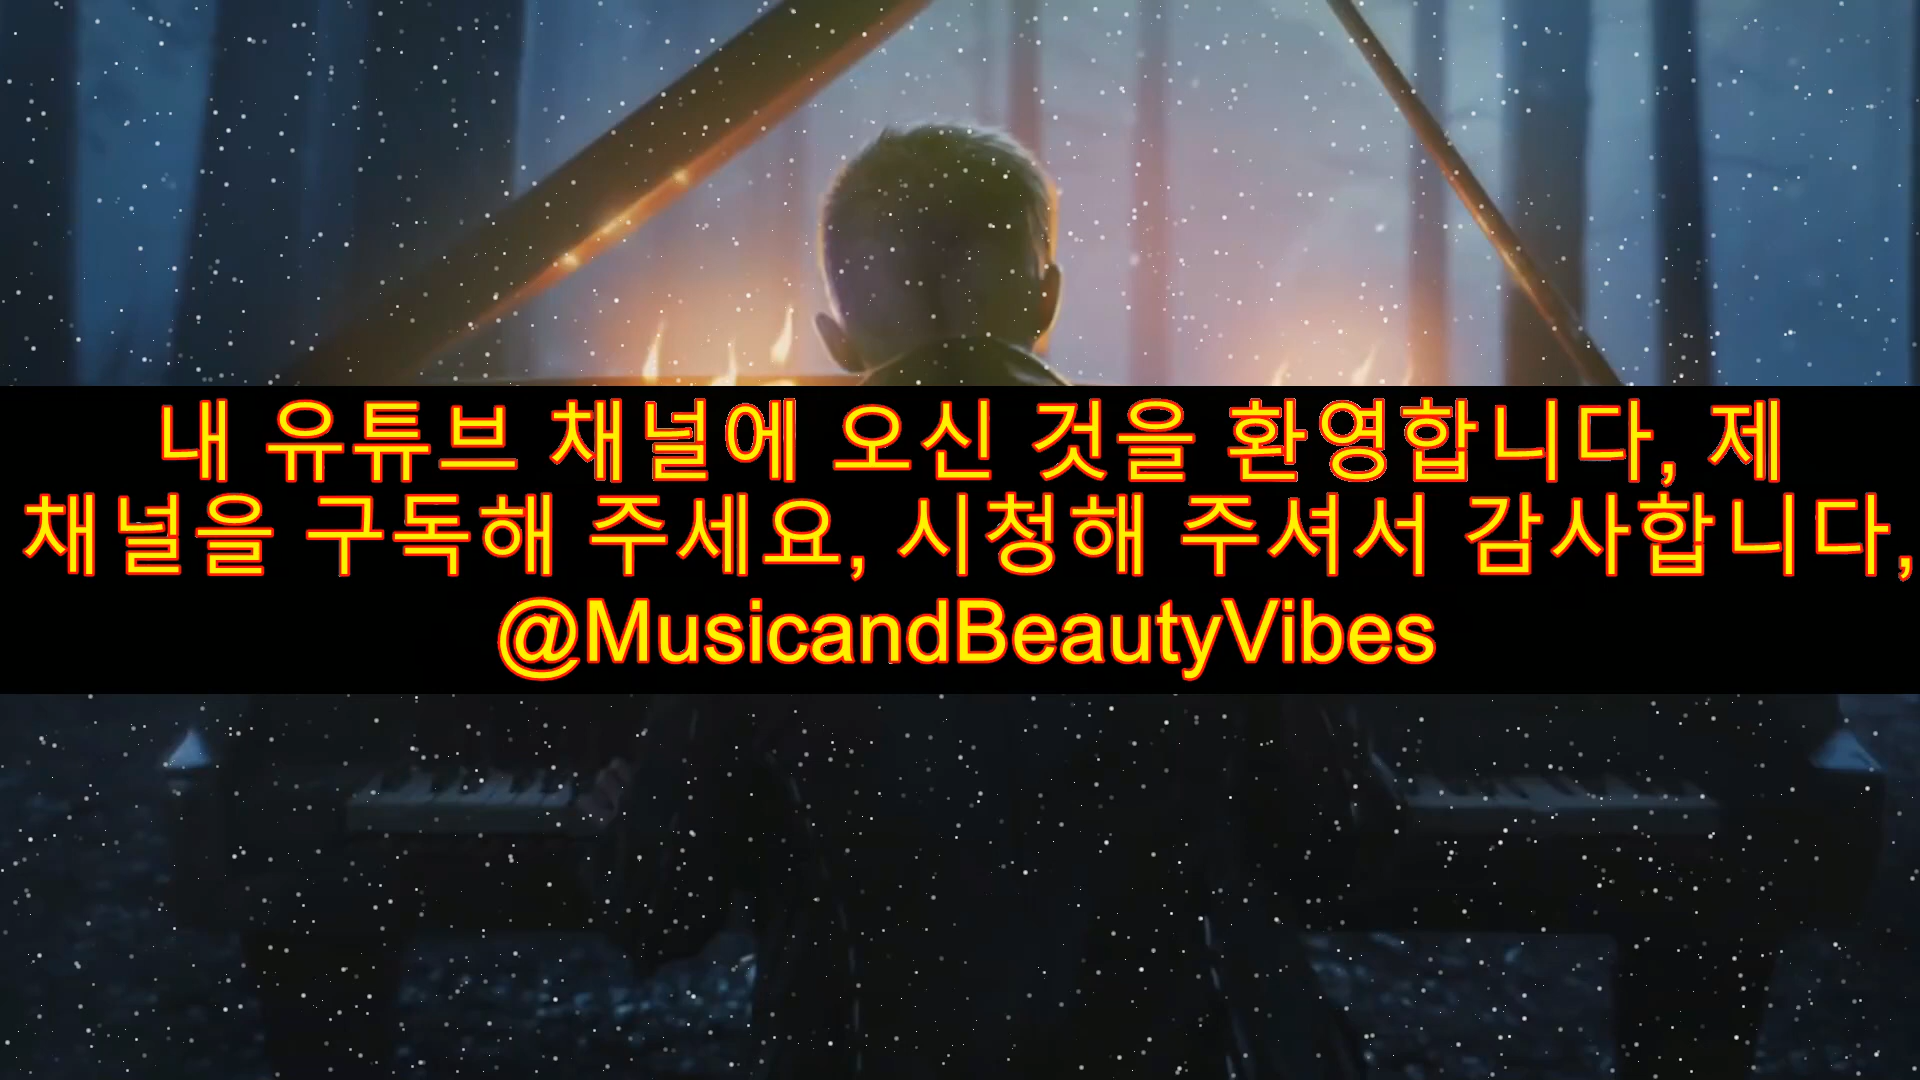 내 유튜브 채널에 오신 것을 환영합니다, 제
채널을 구독해 주세요, 시청해 주셔서 감사합니다,
@MusicandBeautyVibes